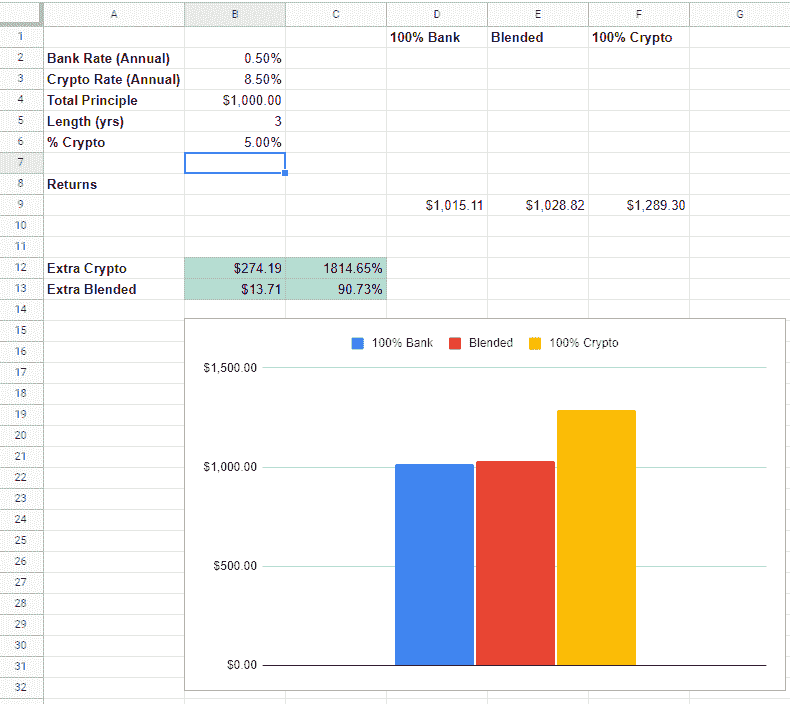 A B C D E F G
1 100% Bank Blended 100% Crypto
2 Bank Rate (Annual) 0.50%
3 Crypto Rate (Annual) 8.50%
4 Total Principle $1,000.00
5 Length (yrs) 3
6 % Crypto 5.00%
7
8 Returns
9 $1,015.11 $1,028.82 $1,289.30
10
11
12 Extra Crypto $274.19 1814.65%
13 Extra Blended $13.71 90.73%
14
15
16
17
18
19
20
21
22
23
24
25
26
27
28
29
30
31
32
100% Bank Blended 100% Crypto
$1,500.00
$1,000.00
$500.00
$0.00